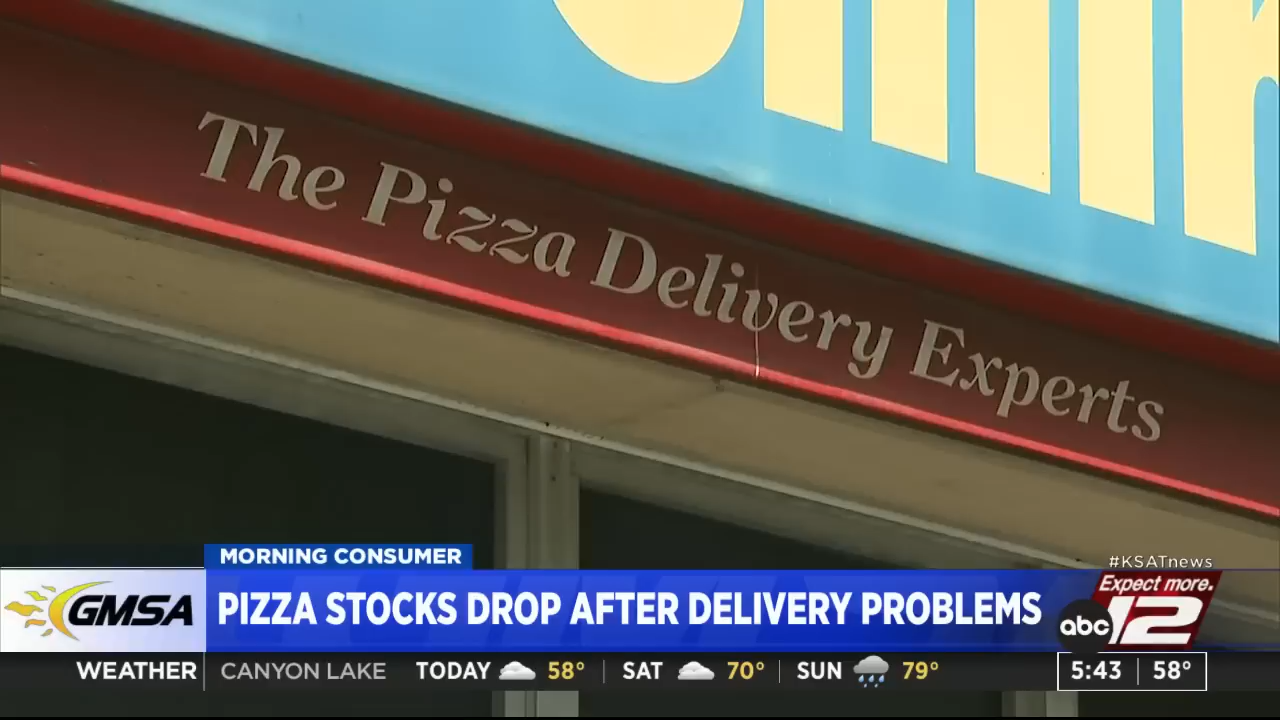 The Pizza Delivery Experts
MORNING CONSUMER
#KSATnews
GMSA
PIZZA STOCKS DROP AFTER DELIVERY PROBLEMS
Expect more.
abc 12
WEATHER CANYON LAKE TODAY 58° SAT 70° SUN 79°
5:43 58°